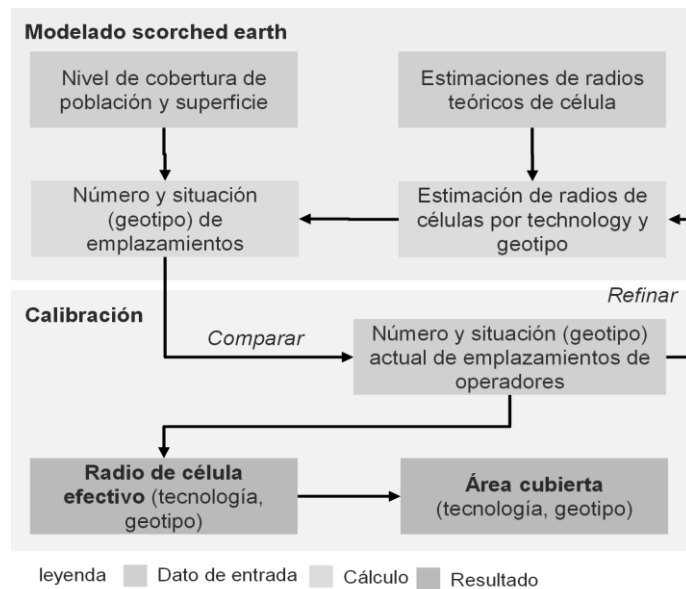 Modelado scorched earth
Nivel de cobertura de
población y superficie
Estimaciones de radios
teóricos de célula
Número y situación
(geotipo) de
emplazamientos
Estimación de radios de
células por technology y
geotipo
Refinar
Calibración
Comparar
Número y situación (geotipo)
actual de emplazamientos de
operadores
Radio de célula
efectivo (tecnología,
geotipo)
Área cubierta
(tecnología, geotipo)
leyenda Dato de entrada Cálculo Resultado